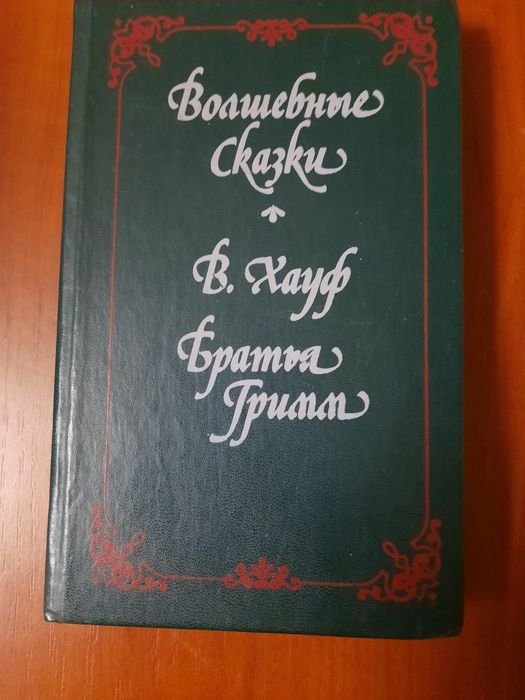 Волшебные
Сказки
В. Хауф
Братья
Гримм